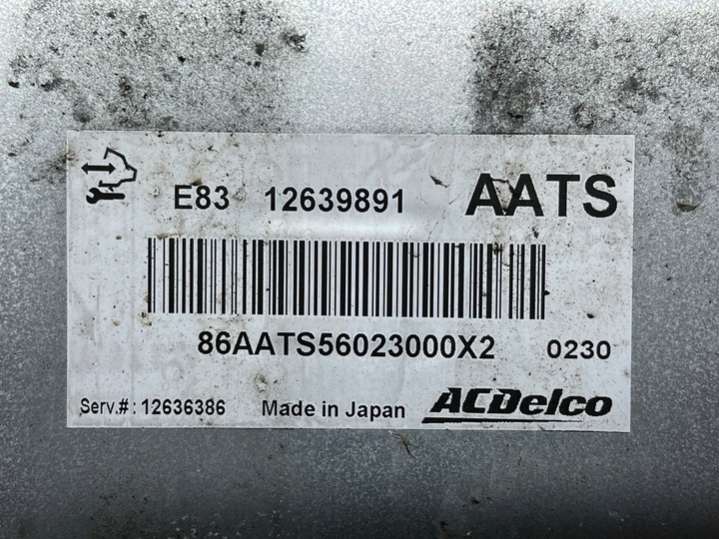 E83 12639891 AATS
86AATS56023000X2 0230
Serv.#: 12636386 Made in Japan ACDelco